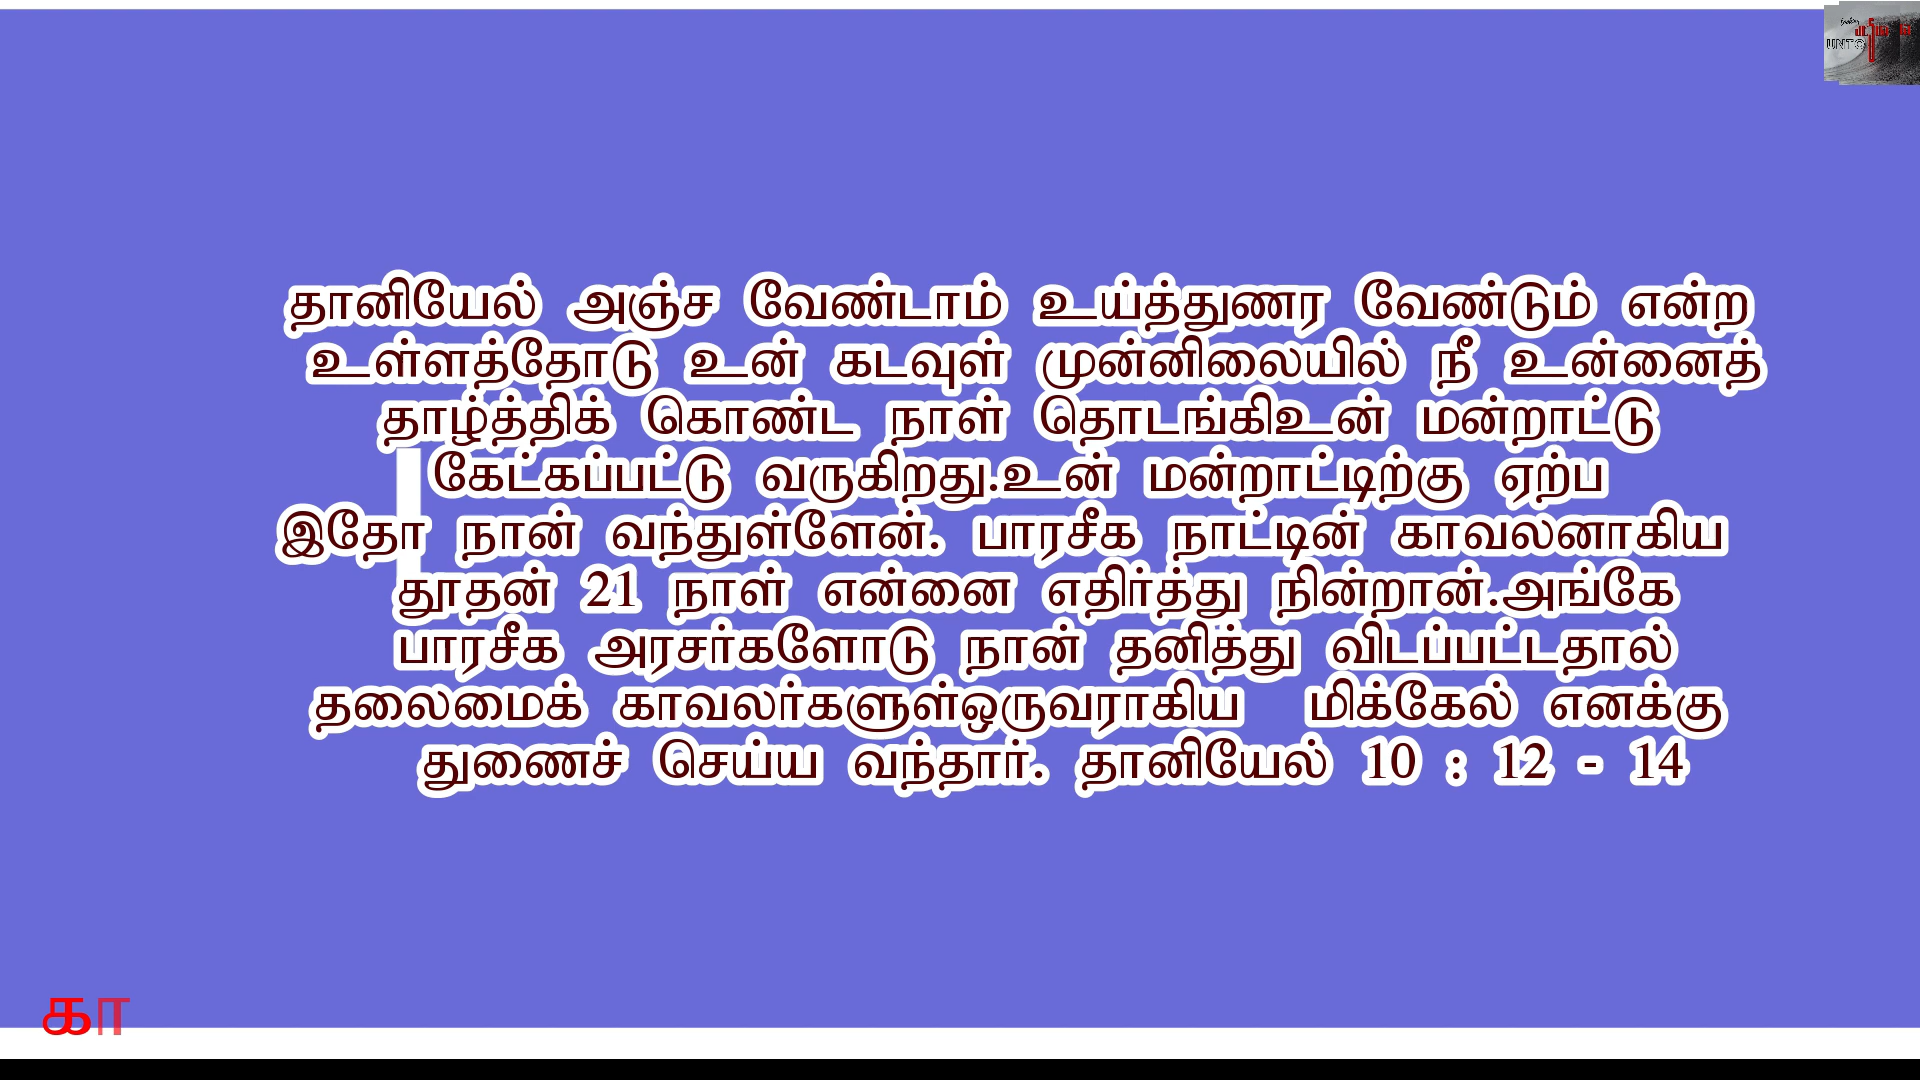 UNTO
தானியேல் அஞ்ச வேண்டாம் உய்த்துணர வேண்டும் என்ற
உள்ளத்தோடு உன் கடவுள் முன்னிலையில் நீ உன்னைத்
தாழ்த்திக் கொண்ட நாள் தொடங்கிஉன் மன்றாட்டு
கேட்கப்பட்டு வருகிறது.உன் மன்றாட்டிற்கு ஏற்ப
இதோ நான் வந்துள்ளேன். பாரசீக நாட்டின் காவலனாகிய
தூதன் 21 நாள் என்னை எதிர்த்து நின்றான்.அங்கே
பாரசீக அரசர்களோடு நான் தனித்து விடப்பட்டதால்
தலைமைக் காவலர்களுள்ஒருவராகிய மிக்கேல் எனக்கு
துணைச் செய்ய வந்தார். தானியேல் 10 : 12 - 14
கா